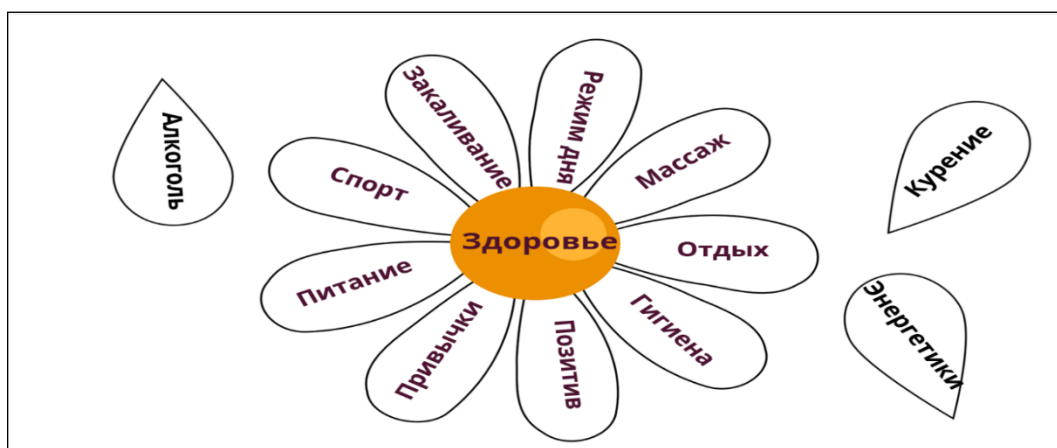 Алкоголь
Закаливание
Режим дня
Массаж
Курение
Спорт
Здоровье
Отдых
Питание
Привычки
Позитив
Гигиена
Энергетики